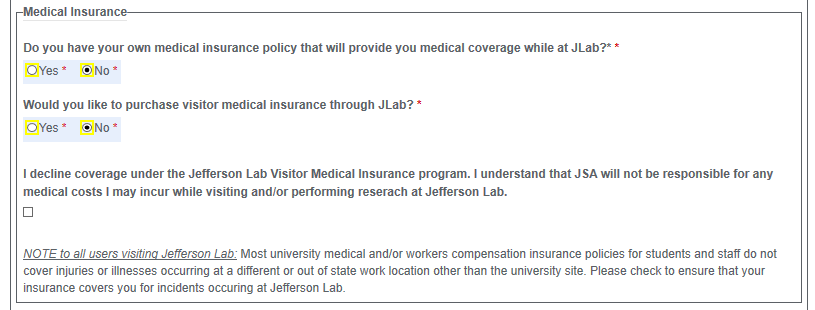 Medical Insurance
Do you have your own medical insurance policy that will provide you medical coverage while at JLab?* *
Yes * No *
Would you like to purchase visitor medical insurance through JLab? *
Yes * No *
I decline coverage under the Jefferson Lab Visitor Medical Insurance program. I understand that JSA will not be responsible for any
medical costs I may incur while visiting and/or performing reserach at Jefferson Lab.
NOTE to all users visiting Jefferson Lab: Most university medical and/or workers compensation insurance policies for students and staff do not
cover injuries or illnesses occurring at a different or out of state work location other than the university site. Please check to ensure that your
insurance covers you for incidents occuring at Jefferson Lab.